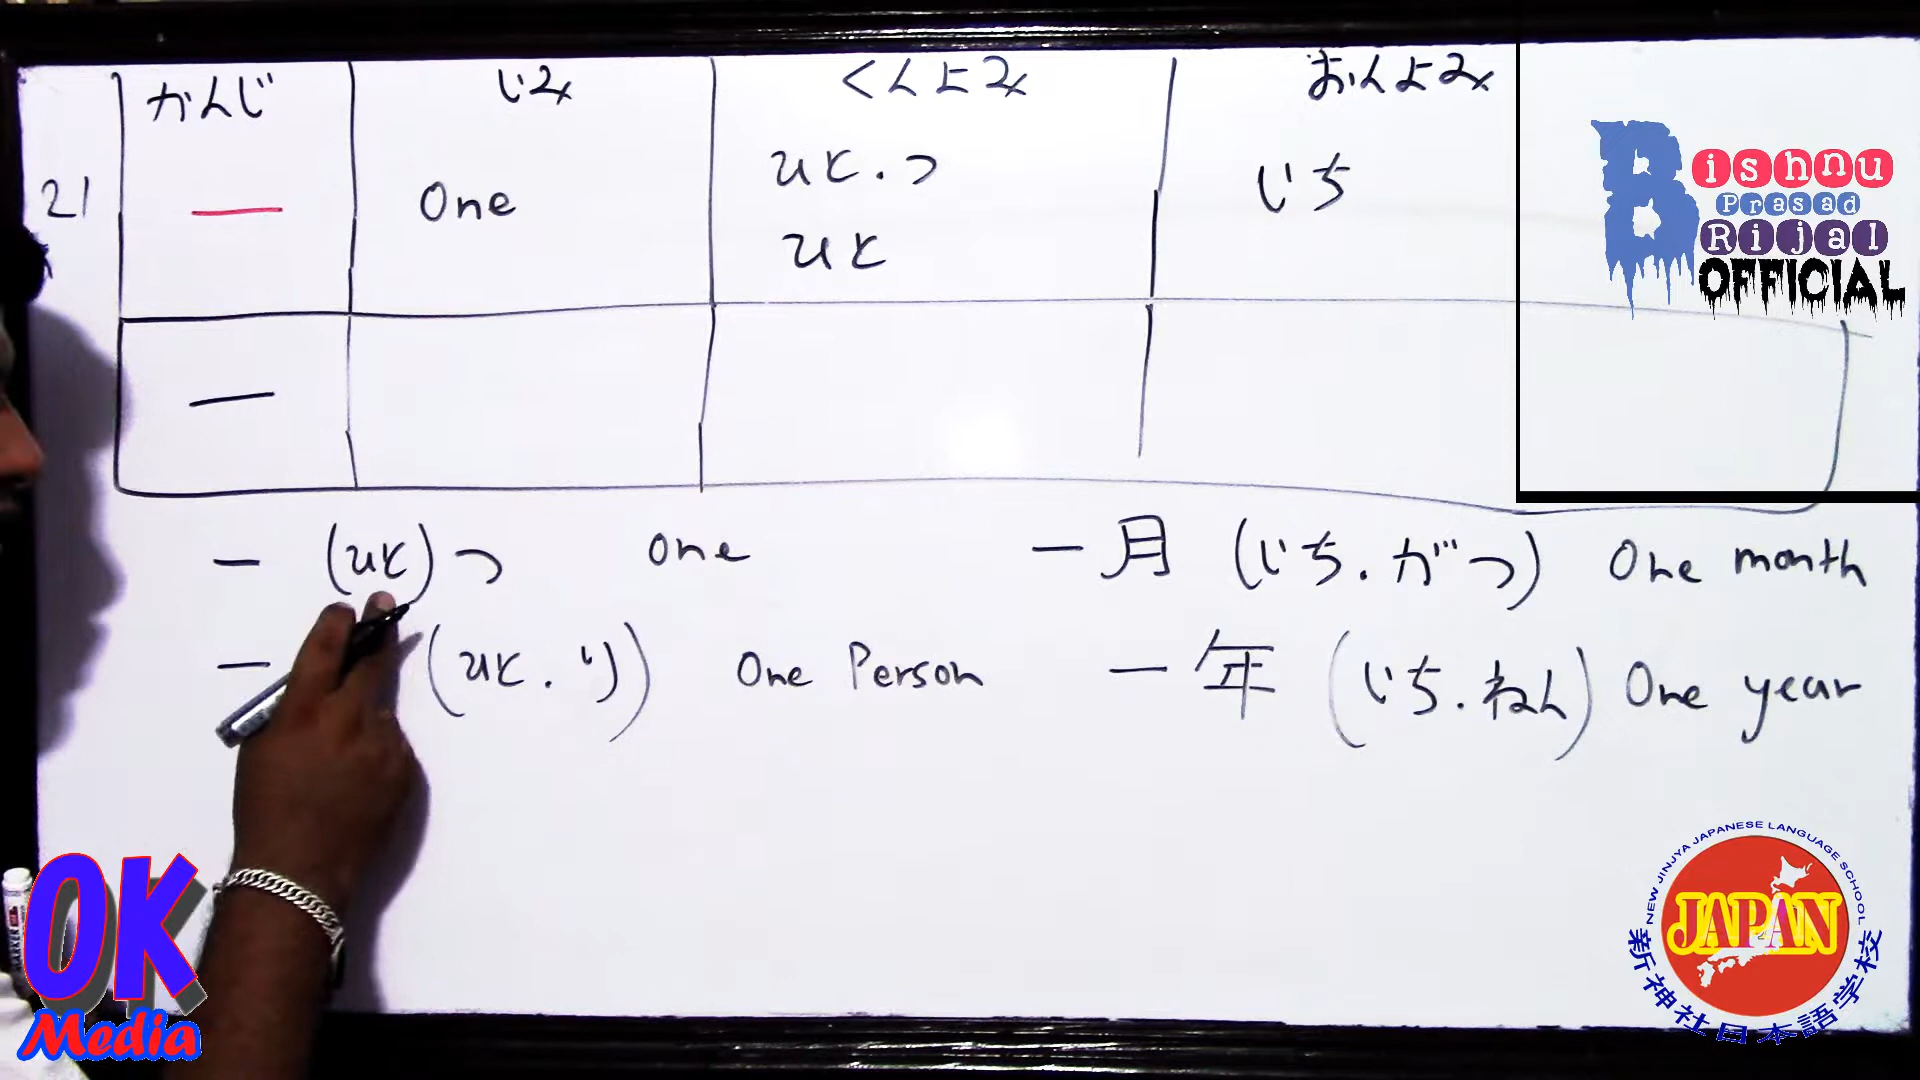 かんじ いみ くんよみ おんよみ
21 一 One ひと.つ いち
ひと
一
一 (ひと)つ one 一月 (いち.がつ) One month
一 (ひと.り) One Person 一年 (いち.ねん) One year
Bishnu
Prasad
Rijal
OFFICIAL
OK
Media
NEW JINJYA JAPANESE LANGUAGE SCHOOL
JAPAN
新神社日本語学校